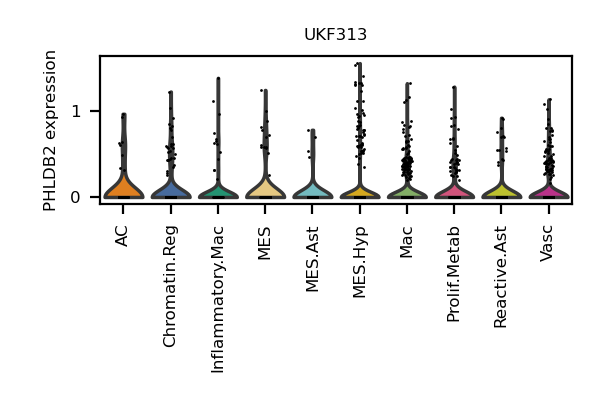 UKF313
PHLDB2 expression
1
0
AC
Chromatin.Reg
Inflammatory.Mac
MES
MES.Ast
MES.Hyp
Mac
Prolif.Metab
Reactive.Ast
Vasc